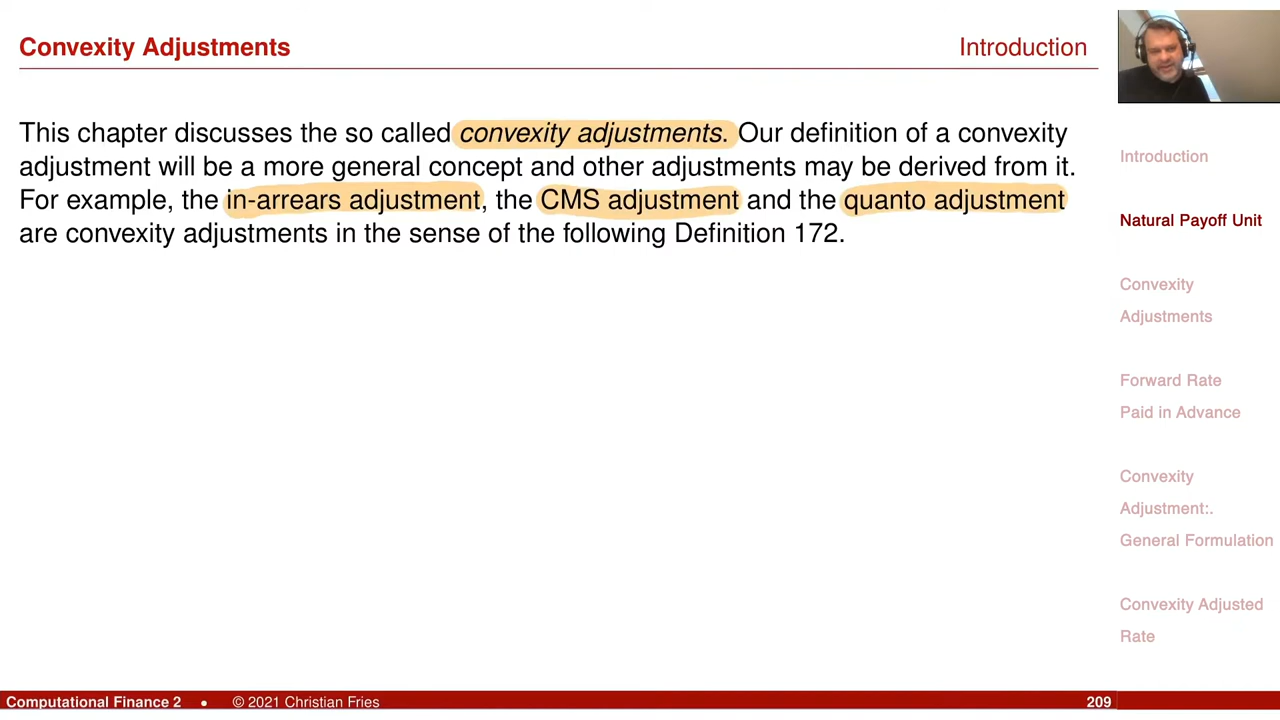 Convexity Adjustments
Introduction
This chapter discusses the so called convexity adjustments. Our definition of a convexity
adjustment will be a more general concept and other adjustments may be derived from it.
For example, the in-arrears adjustment, the CMS adjustment and the quanto adjustment
are convexity adjustments in the sense of the following Definition 172.
Introduction
Natural Payoff Unit
Convexity
Adjustments
Forward Rate
Paid in Advance
Convexity
Adjustment:.
General Formulation
Convexity Adjusted
Rate
Computational Finance 2 • © 2021 Christian Fries
209